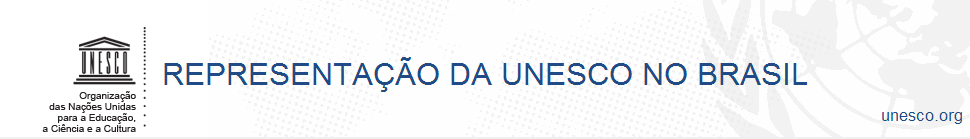 UNESCO
Organização
das Nações Unidas
para a Educação,
a Ciência e a Cultura
REPRESENTAÇÃO DA UNESCO NO BRASIL
unesco.org